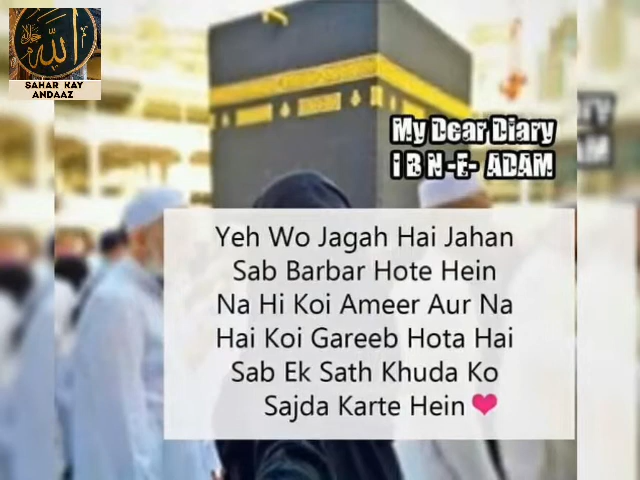 الله
SAHAR KAY
ANDAAZ
My Dear Diary
i B N -E- ADAM
Yeh Wo Jagah Hai Jahan
Sab Barbar Hote Hein
Na Hi Koi Ameer Aur Na
Hai Koi Gareeb Hota Hai
Sab Ek Sath Khuda Ko
Sajda Karte Hein